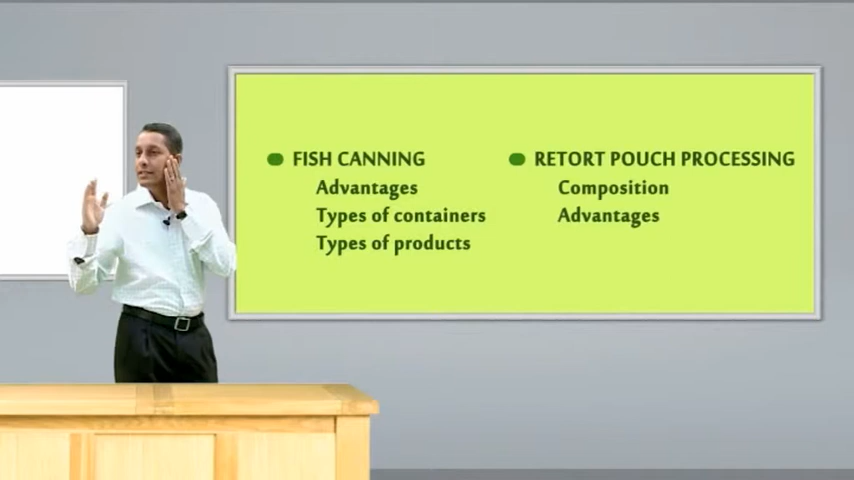 FISH CANNING
Advantages
Types of containers
Types of products
RETORT POUCH PROCESSING
Composition
Advantages